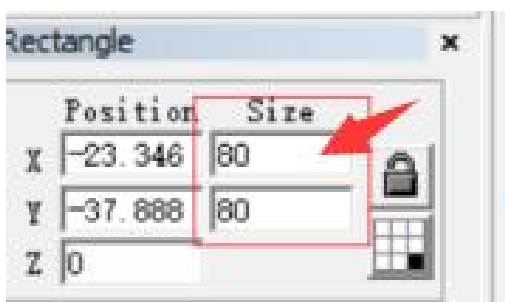 Rectangle x
Position Size
X -23.346 80
Y -37.888 80
Z 0